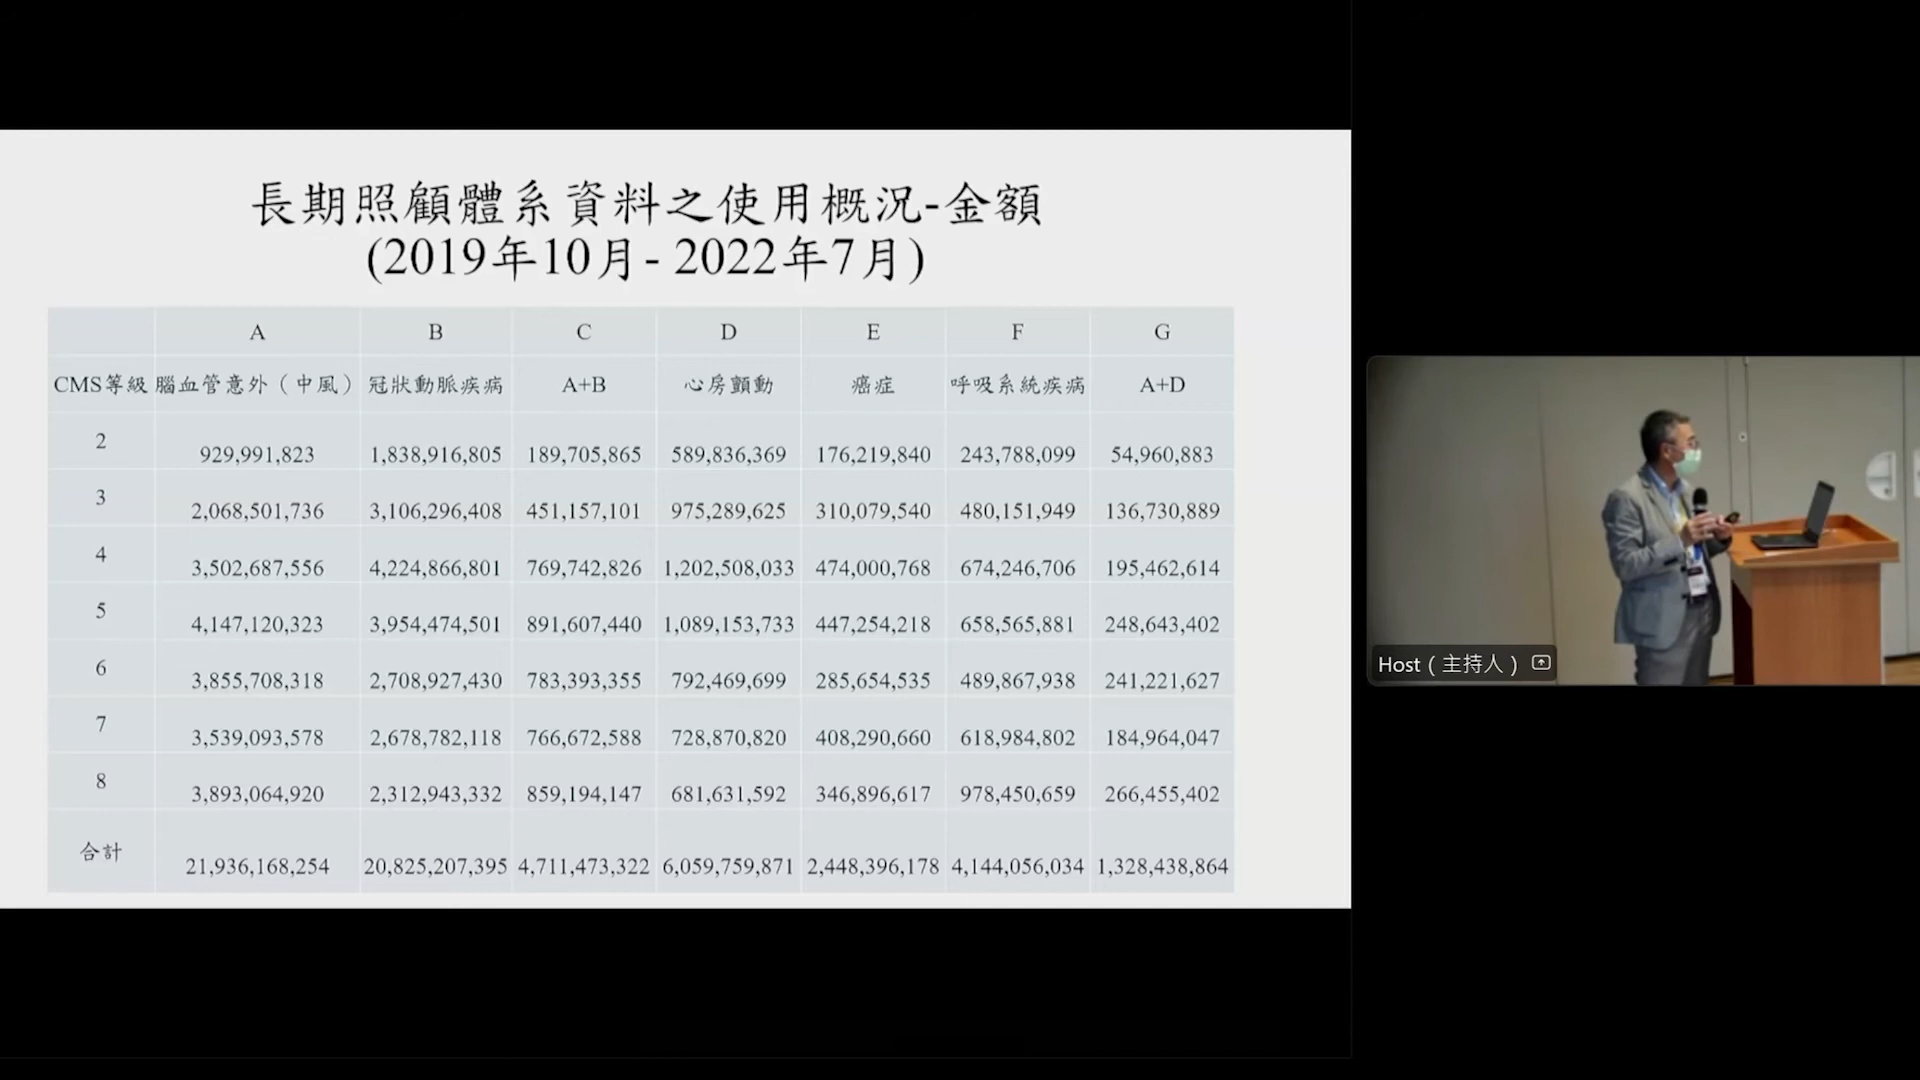 長期照顧體系資料之使用概況-金額
(2019年10月- 2022年7月)
A B C D E F G
CMS等級 腦血管意外（中風） 冠狀動脈疾病 A+B 心房顫動 癌症 呼吸系統疾病 A+D
2 929,991,823 1,838,916,805 189,705,865 589,836,369 176,219,840 243,788,099 54,960,883
3 2,068,501,736 3,106,296,408 451,157,101 975,289,625 310,079,540 480,151,949 136,730,889
4 3,502,687,556 4,224,866,801 769,742,826 1,202,508,033 474,000,768 674,246,706 195,462,614
5 4,147,120,323 3,954,474,501 891,607,440 1,089,153,733 447,254,218 658,565,881 248,643,402
6 3,855,708,318 2,708,927,430 783,393,355 792,469,699 285,654,535 489,867,938 241,221,627
7 3,539,093,578 2,678,782,118 766,672,588 728,870,820 408,290,660 618,984,802 184,964,047
8 3,893,064,920 2,312,943,332 859,194,147 681,631,592 346,896,617 978,450,659 266,455,402
合計 21,936,168,254 20,825,207,395 4,711,473,322 6,059,759,871 2,448,396,178 4,144,056,034 1,328,438,864
Host（主持人）